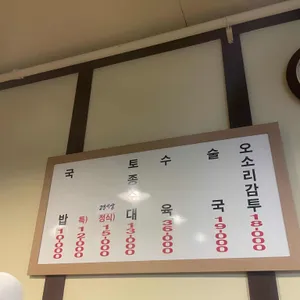 오소리감투 18,000
술국 19,000
수육 36,000
토종순대 13,000
정식) 15,000
특) 12,000
국밥 10,000